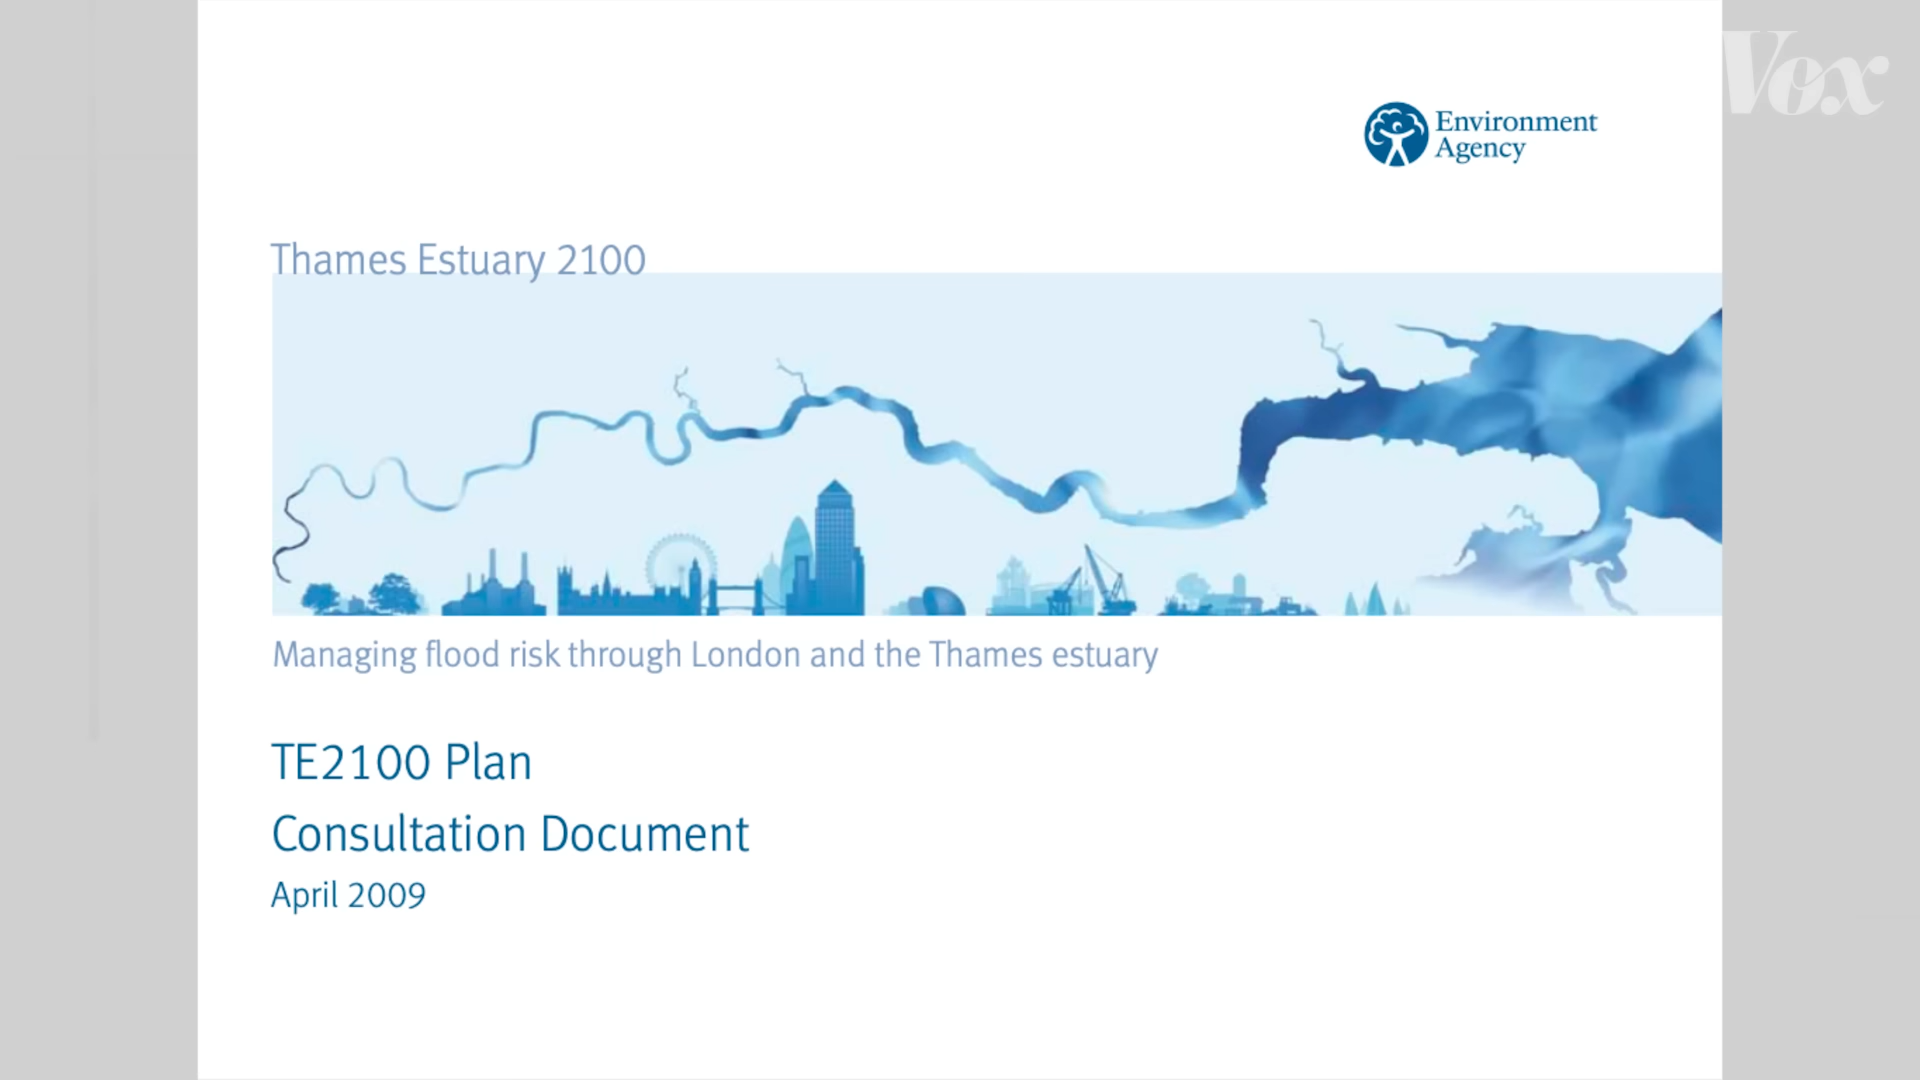 Vox
Environment
Agency
Thames Estuary 2100
Managing flood risk through London and the Thames estuary
TE2100 Plan
Consultation Document
April 2009